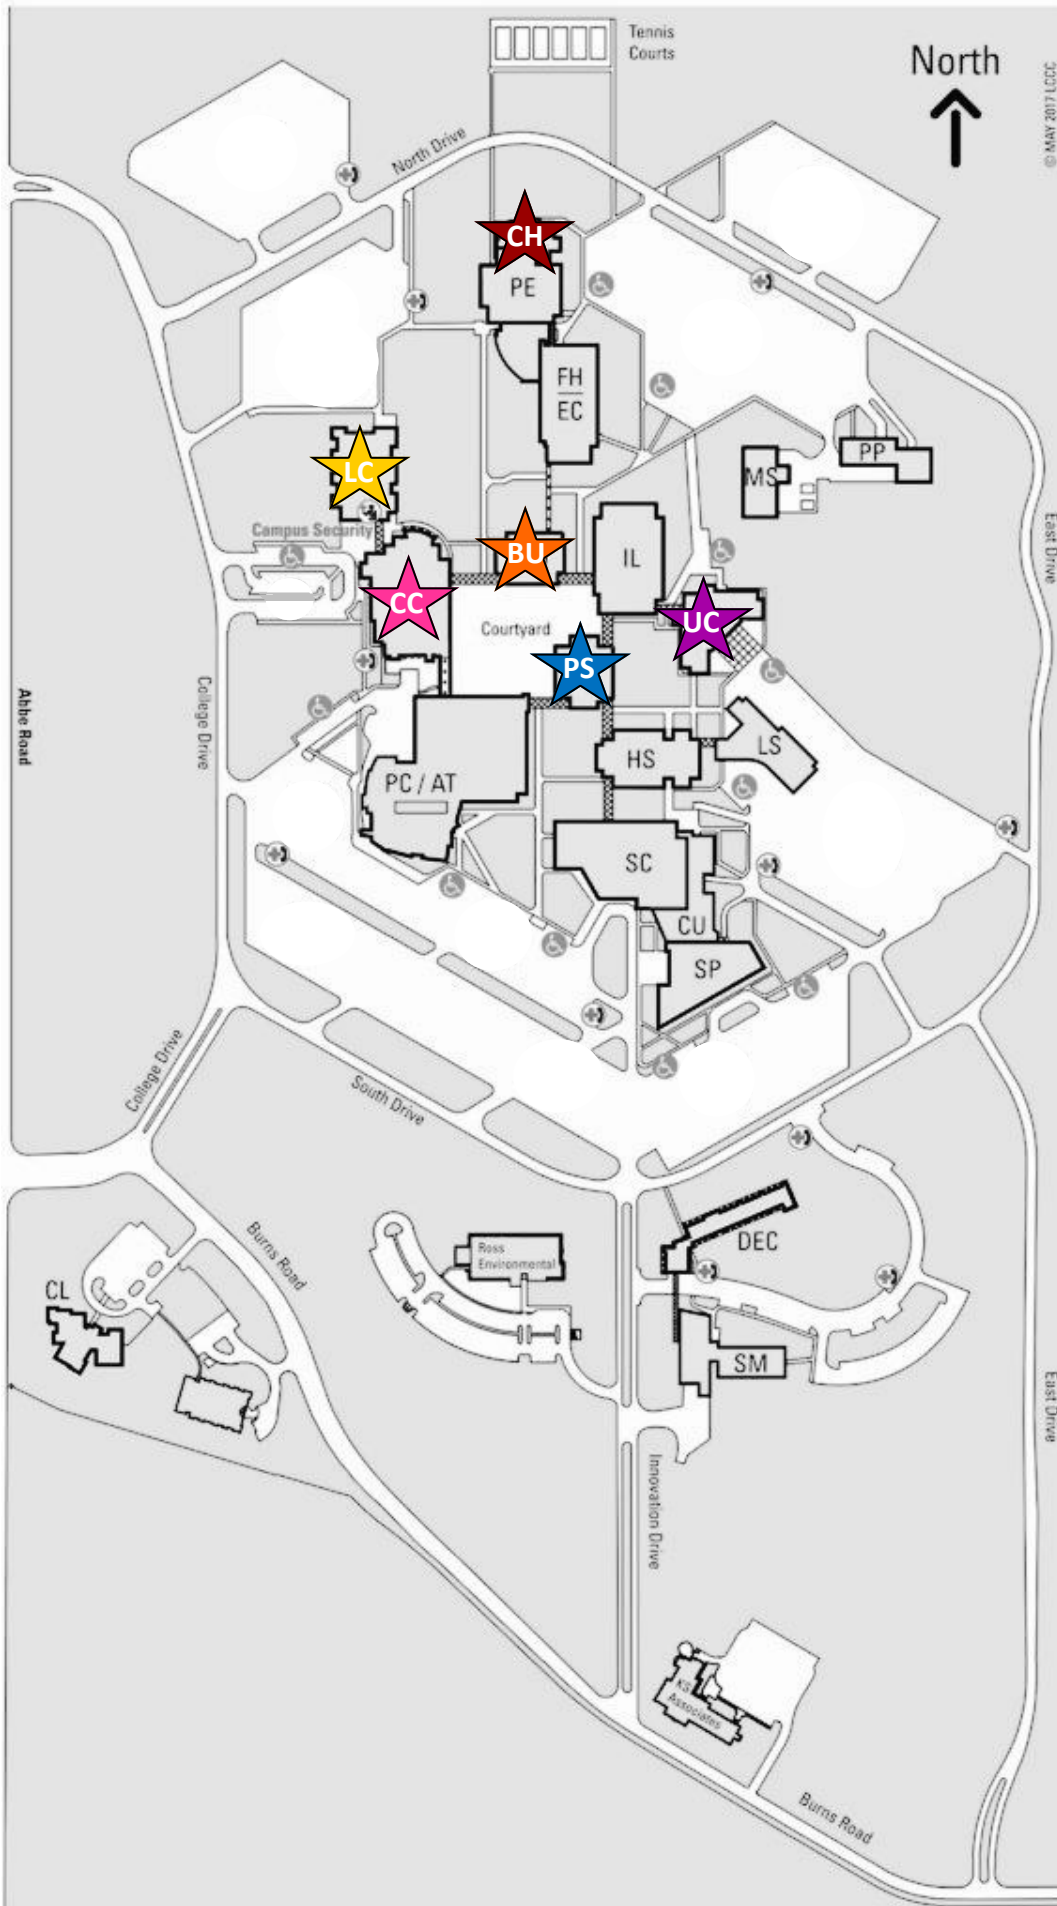 Tennis
Courts
North
© MAY 2017 LCCC
North Drive
CH
PE
FH
EC
LC
MS
PP
Campus Security
BU
IL
East Drive
CC
UC
Courtyard
PS
Abbe Road
College Drive
LS
HS
PC / AT
SC
CU
SP
College Drive
South Drive
Burns Road
Ross
Environmental
DEC
CL
SM
East Drive
Innovation Drive
KS
Associates
Burns Road